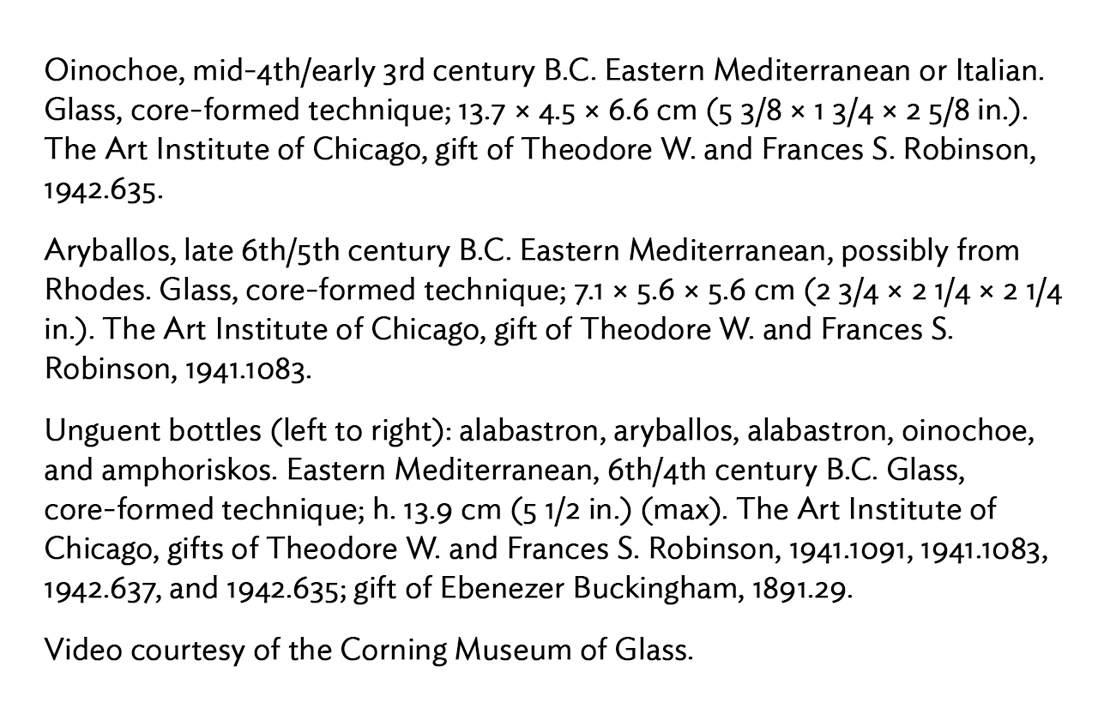 Oinochoe, mid-4th/early 3rd century B.C. Eastern Mediterranean or Italian.
Glass, core-formed technique; 13.7 × 4.5 × 6.6 cm (5 3/8 × 1 3/4 × 2 5/8 in.).
The Art Institute of Chicago, gift of Theodore W. and Frances S. Robinson,
1942.635.
Aryballos, late 6th/5th century B.C. Eastern Mediterranean, possibly from
Rhodes. Glass, core-formed technique; 7.1 × 5.6 × 5.6 cm (2 3/4 × 2 1/4 × 2 1/4
in.). The Art Institute of Chicago, gift of Theodore W. and Frances S.
Robinson, 1941.1083.
Unguent bottles (left to right): alabastron, aryballos, alabastron, oinochoe,
and amphoriskos. Eastern Mediterranean, 6th/4th century B.C. Glass,
core-formed technique; h. 13.9 cm (5 1/2 in.) (max). The Art Institute of
Chicago, gifts of Theodore W. and Frances S. Robinson, 1941.1091, 1941.1083,
1942.637, and 1942.635; gift of Ebenezer Buckingham, 1891.29.
Video courtesy of the Corning Museum of Glass.